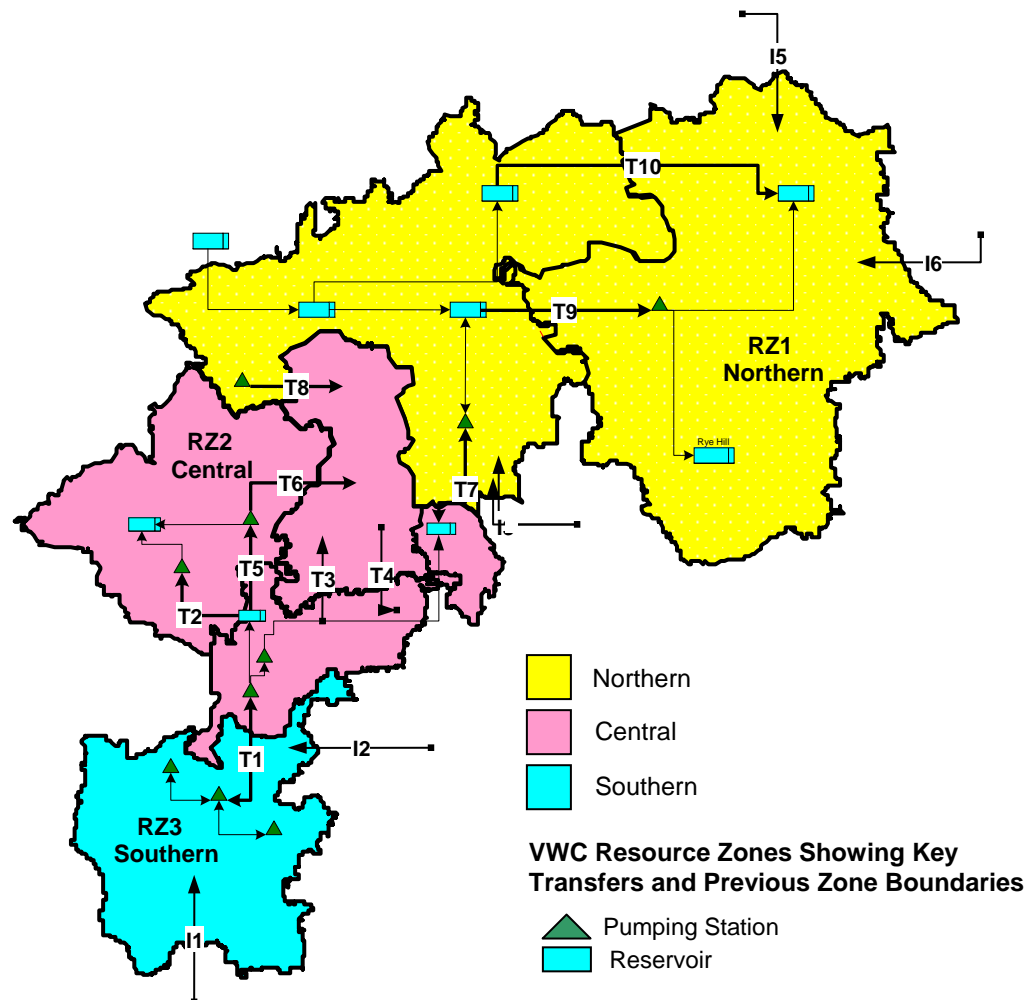 I5
T10
I6
T9
RZ1
Northern
T8
RZ2
Central
Rye Hill
T6
T7
T5
T3
T4
T2
Northern
Central
I2
T1
Southern
RZ3
Southern
VWC Resource Zones Showing Key
Transfers and Previous Zone Boundaries
Pumping Station
I1
Reservoir